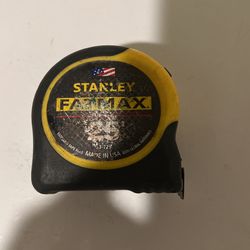 STANLEY
FATMAX
25'
MADE IN USA